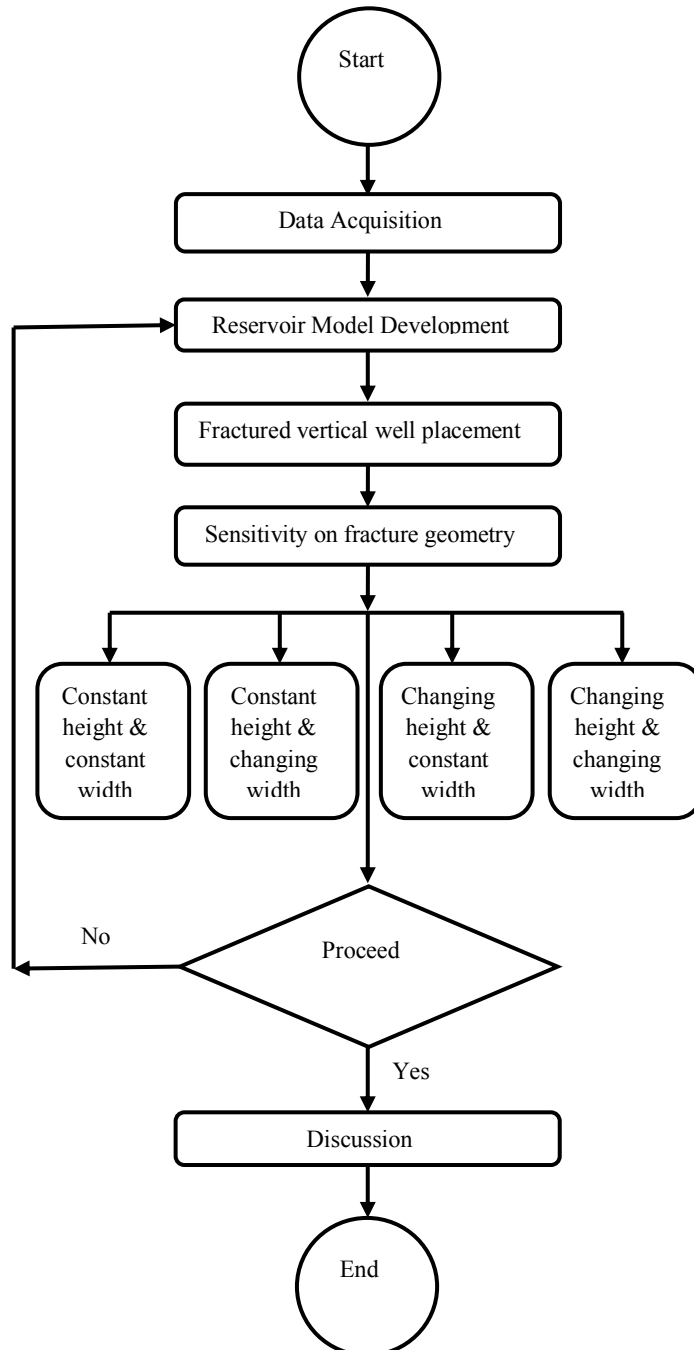 Start
Data Acquisition
Reservoir Model Development
Fractured vertical well placement
Sensitivity on fracture geometry
Constant
height &
constant
width
Constant
height &
changing
width
Changing
height &
constant
width
Changing
height &
changing
width
No
Proceed
Yes
Discussion
End